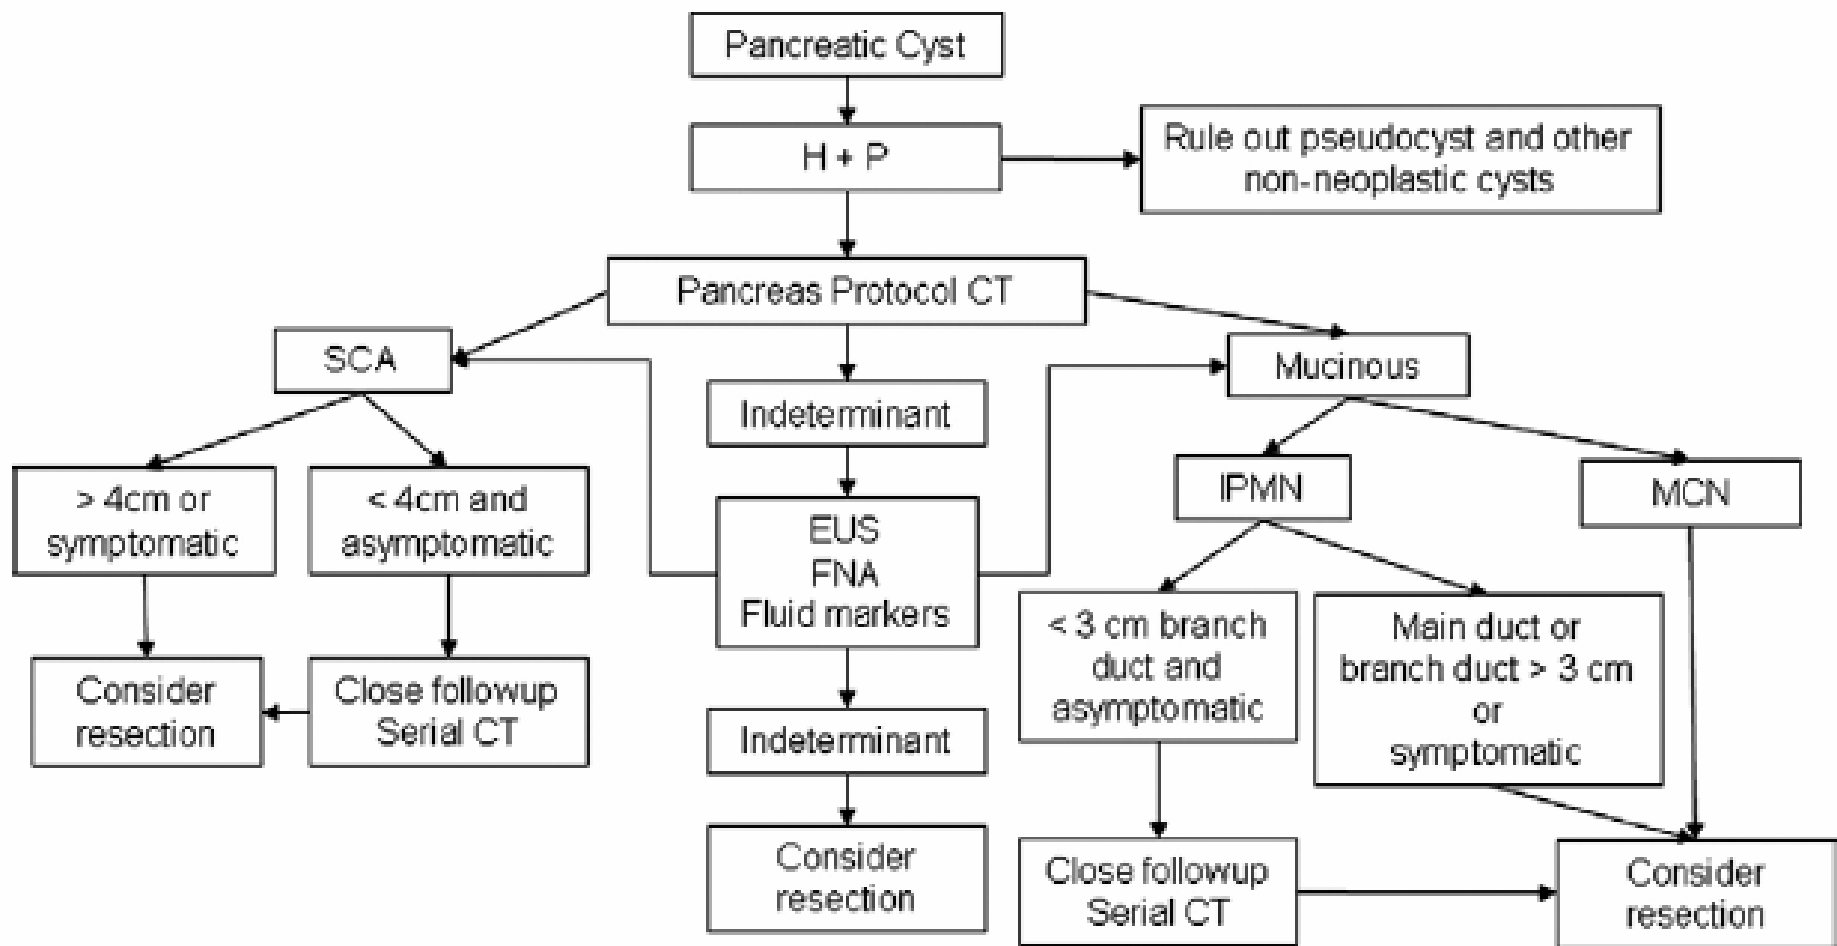 Pancreatic Cyst
H + P
Rule out pseudocyst and other
non-neoplastic cysts
Pancreas Protocol CT
SCA
Indeterminant
Mucinous
> 4cm or
symptomatic
< 4cm and
asymptomatic
EUS
FNA
Fluid markers
IPMN
MCN
< 3 cm branch
duct and
asymptomatic
Main duct or
branch duct > 3 cm
or
symptomatic
Consider
resection
Close followup
Serial CT
Indeterminant
Consider
resection
Close followup
Serial CT
Consider
resection